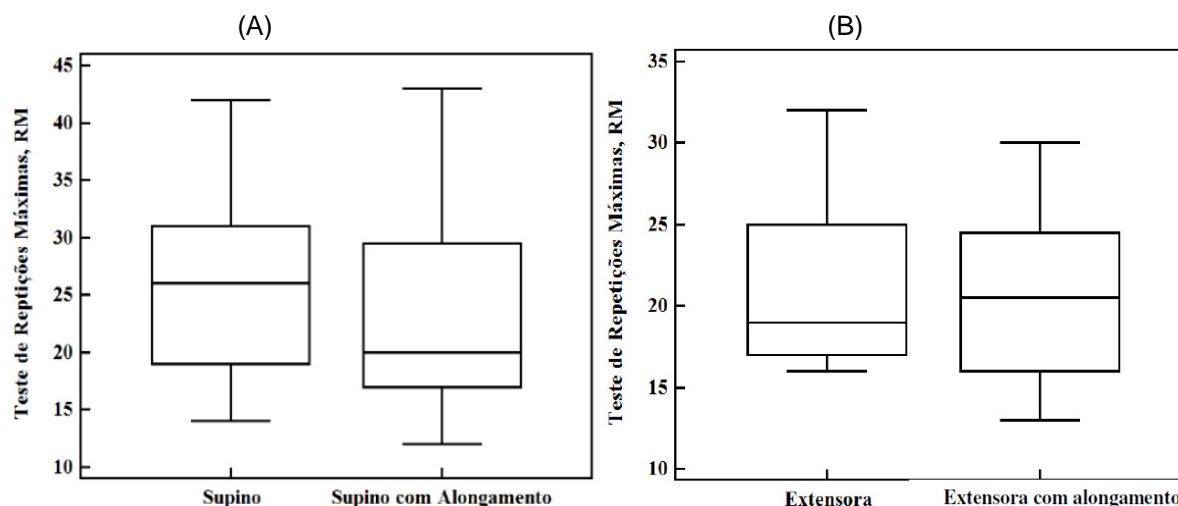 (A)
(B)
Teste de Reptições Máximas, RM
45
40
35
30
25
20
15
10
Supino
Supino com Alongamento
Teste de Repetições Máximas, RM
35
30
25
20
15
10
Extensora
Extensora com alongamento